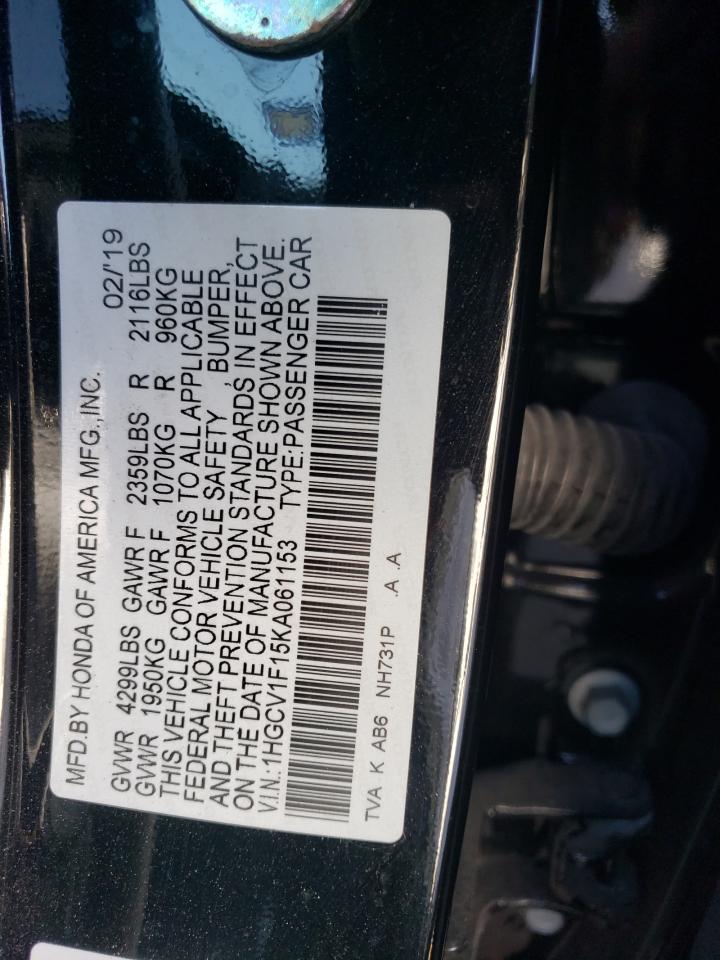 MFD.BY HONDA OF AMERICA MFG.,INC. 02/'19
GVWR 4299LBS GAWR F 2359LBS R 2116LBS
GVWR 1950KG GAWR F 1070KG R 960KG
THIS VEHICLE CONFORMS TO ALL APPLICABLE
FEDERAL MOTOR VEHICLE SAFETY , BUMPER,
AND THEFT PREVENTION STANDARDS IN EFFECT
ON THE DATE OF MANUFACTURE SHOWN ABOVE.
V.I.N.:1HGCV1F15KA061153 TYPE:PASSENGER CAR
TVA K AB6 NH731P .A .A